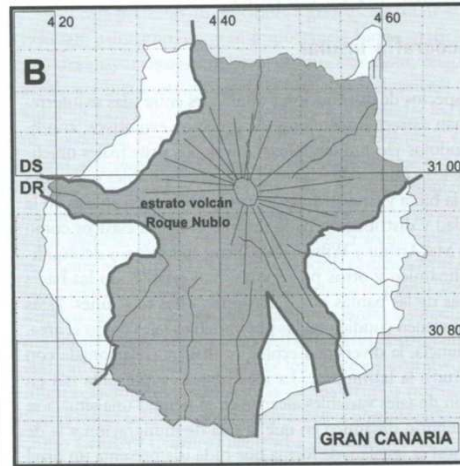 4 20 4 40 4 60
B
DS
DR
31 00
estrato volcán
Roque Nublo
30 80
GRAN CANARIA